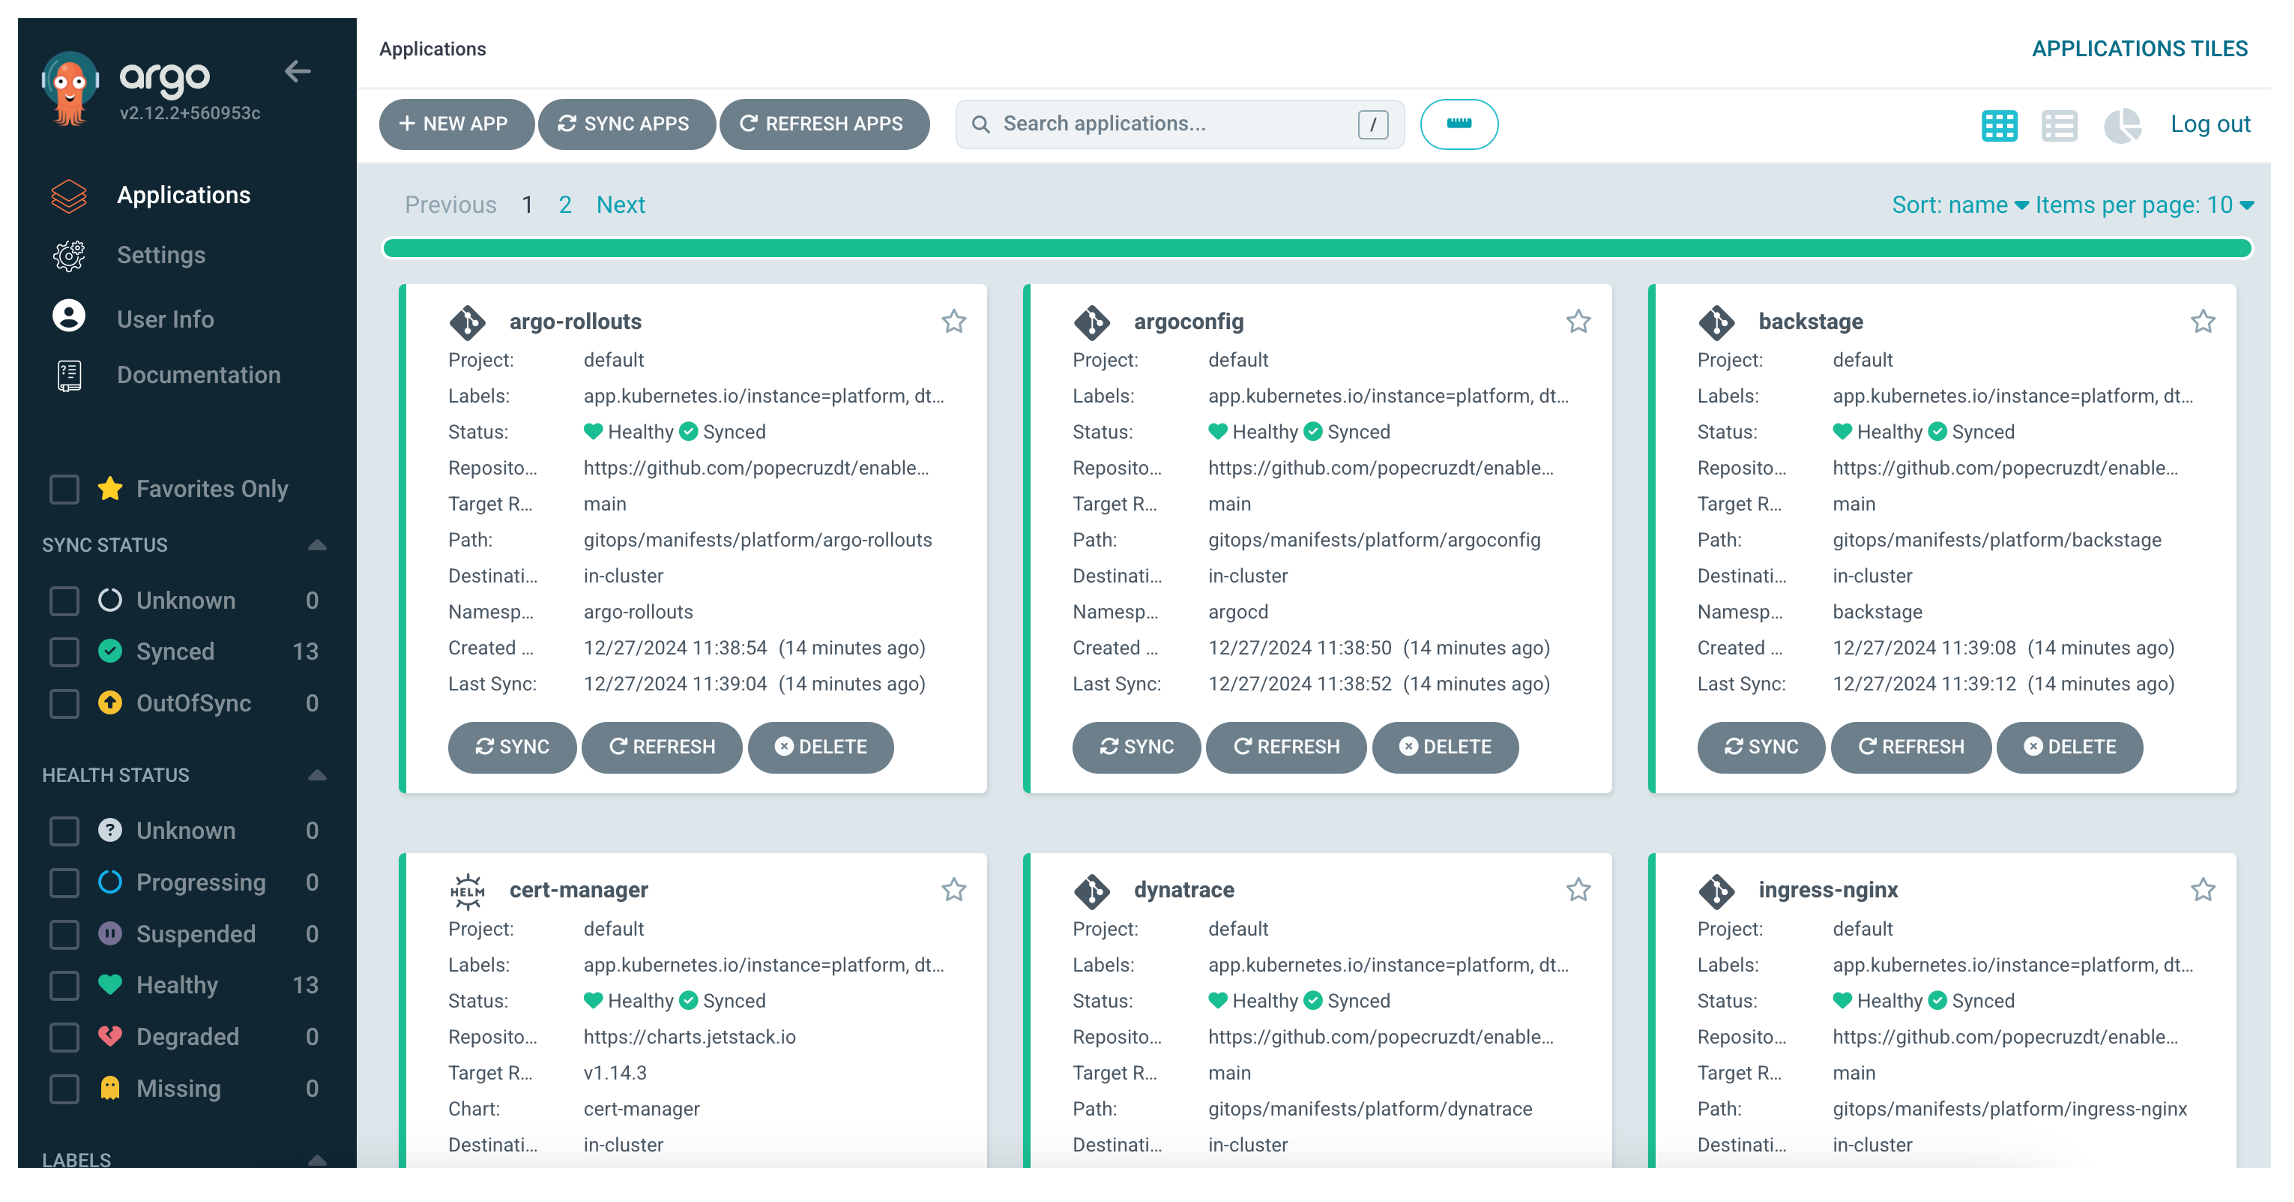 argo
v2.12.2+560953c
Applications
Settings
User Info
Documentation
Favorites Only
SYNC STATUS
Unknown 0
Synced 13
OutOfSync 0
HEALTH STATUS
Unknown 0
Progressing 0
Suspended 0
Healthy 13
Degraded 0
Missing 0
LABELS
Applications
APPLICATIONS TILES
NEW APP
SYNC APPS
REFRESH APPS
Search applications... /
Log out
Previous 1 2 Next
Sort: name Items per page: 10
argo-rollouts
Project: default
Labels: app.kubernetes.io/instance=platform, dt...
Status: Healthy Synced
Reposito... https://github.com/popecruzdt/enable...
Target R... main
Path: gitops/manifests/platform/argo-rollouts
Destinati... in-cluster
Namesp... argo-rollouts
Created ... 12/27/2024 11:38:54 (14 minutes ago)
Last Sync: 12/27/2024 11:39:04 (14 minutes ago)
SYNC REFRESH DELETE
argoconfig
Project: default
Labels: app.kubernetes.io/instance=platform, dt...
Status: Healthy Synced
Reposito... https://github.com/popecruzdt/enable...
Target R... main
Path: gitops/manifests/platform/argoconfig
Destinati... in-cluster
Namesp... argocd
Created ... 12/27/2024 11:38:50 (14 minutes ago)
Last Sync: 12/27/2024 11:38:52 (14 minutes ago)
SYNC REFRESH DELETE
backstage
Project: default
Labels: app.kubernetes.io/instance=platform, dt...
Status: Healthy Synced
Reposito... https://github.com/popecruzdt/enable...
Target R... main
Path: gitops/manifests/platform/backstage
Destinati... in-cluster
Namesp... backstage
Created ... 12/27/2024 11:39:08 (14 minutes ago)
Last Sync: 12/27/2024 11:39:12 (14 minutes ago)
SYNC REFRESH DELETE
HELM
cert-manager
Project: default
Labels: app.kubernetes.io/instance=platform, dt...
Status: Healthy Synced
Reposito... https://charts.jetstack.io
Target R... v1.14.3
Chart: cert-manager
Destinati... in-cluster
dynatrace
Project: default
Labels: app.kubernetes.io/instance=platform, dt...
Status: Healthy Synced
Reposito... https://github.com/popecruzdt/enable...
Target R... main
Path: gitops/manifests/platform/dynatrace
Destinati... in-cluster
ingress-nginx
Project: default
Labels: app.kubernetes.io/instance=platform, dt...
Status: Healthy Synced
Reposito... https://github.com/popecruzdt/enable...
Target R... main
Path: gitops/manifests/platform/ingress-nginx
Destinati... in-cluster